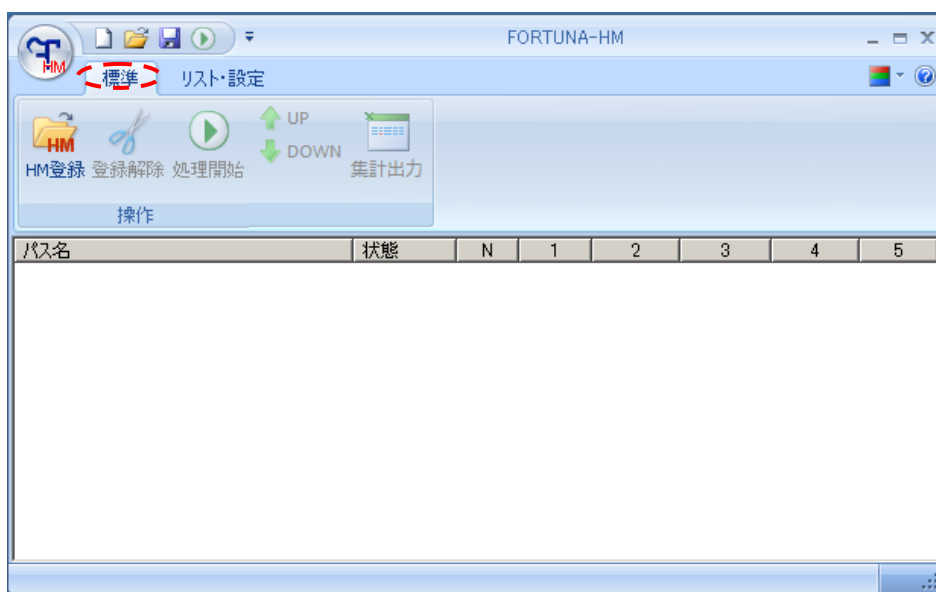 FORTUNA-HM
HM
標準 リスト・設定
HM
HM登録 登録解除 処理開始 UP DOWN 集計出力
操作
パス名 状態 N 1 2 3 4 5